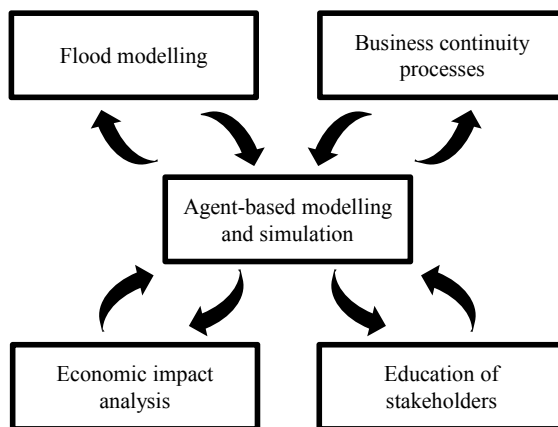 Flood modelling
Business continuity
processes
Agent-based modelling
and simulation
Economic impact
analysis
Education of
stakeholders